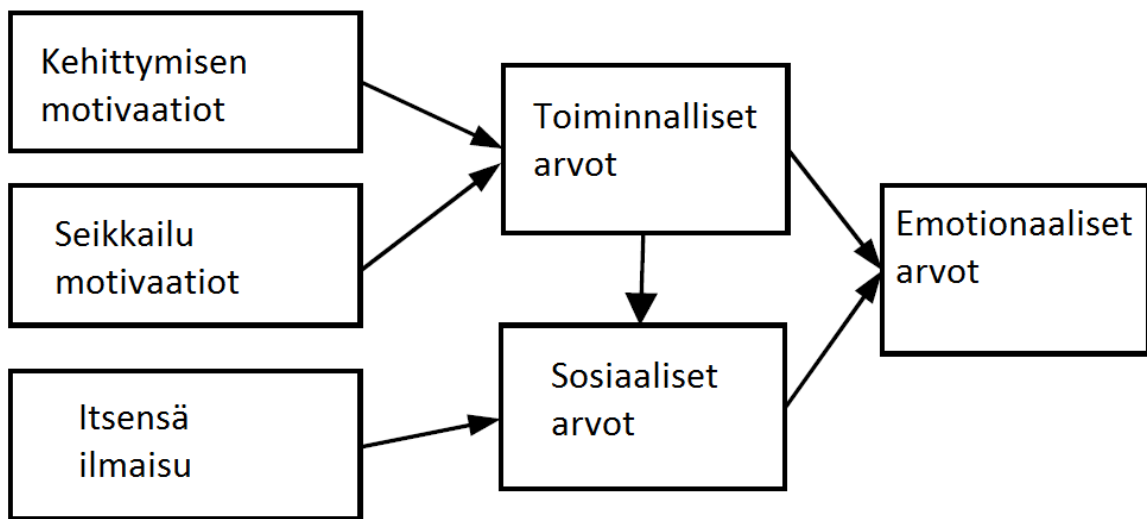 Kehittymisen
motivaatiot
Seikkailu
motivaatiot
Itsensä
ilmaisu
Toiminnalliset
arvot
Sosiaaliset
arvot
Emotionaaliset
arvot